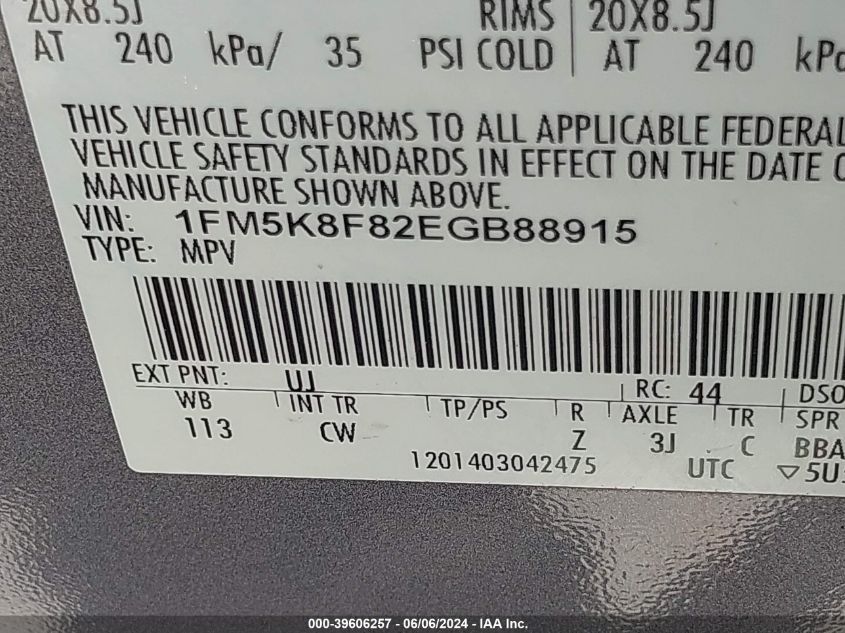 20X8.5J RIMS 20X8.5J
AT 240 kPa/ 35 PSI COLD AT 240
THIS VEHICLE CONFORMS TO ALL APPLICABLE FEDERAL
VEHICLE SAFETY STANDARDS IN EFFECT ON THE DATE
MANUFACTURE SHOWN ABOVE.
VIN: 1FM5K8F82EGB88915
TYPE: MPV
EXT PNT: UJ RC: 44 DSO
WB INT TR TP/PS R AXLE TR SPR
113 CW Z 3J C BBA
1201403042475 UTC ▽5U
000-39606257 - 06/06/2024 - IAA Inc.